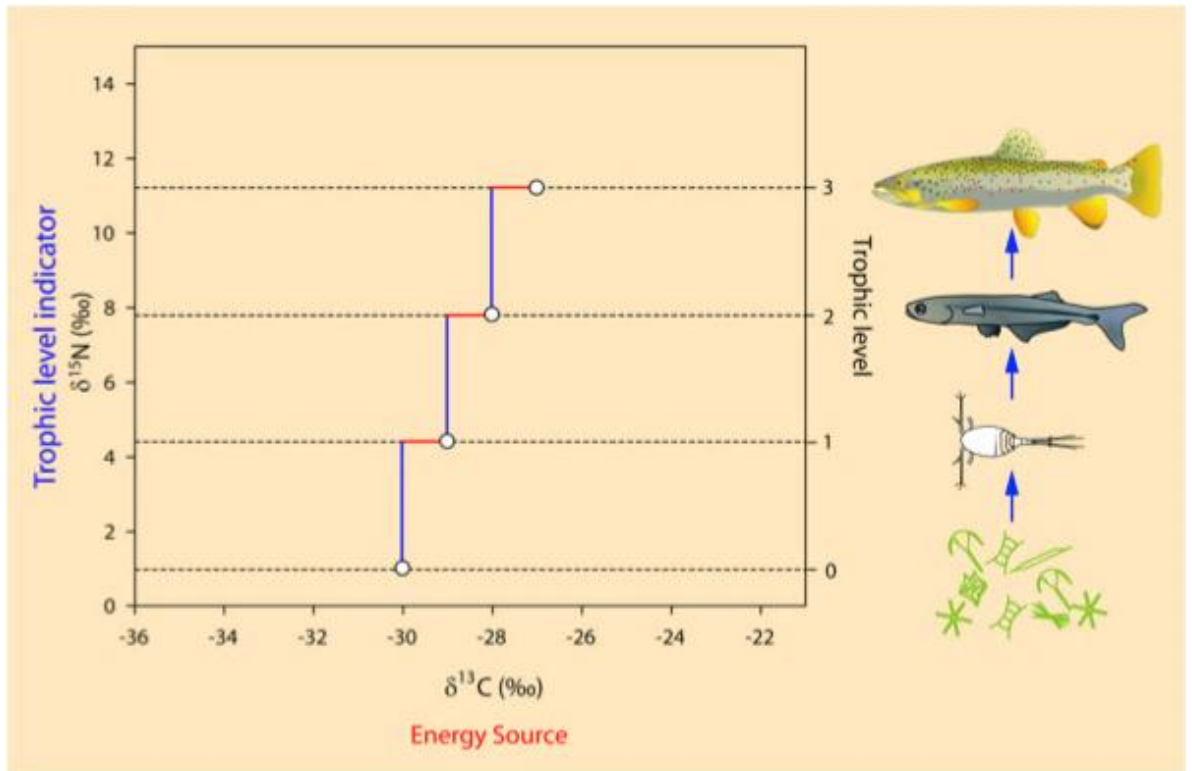 Trophic level indicator
δ¹⁵N (‰)
14
12
10
8
6
4
2
0
-36 -34 -32 -30 -28 -26 -24 -22
δ¹³C (‰)
Energy Source
3
2
1
0
Trophic level